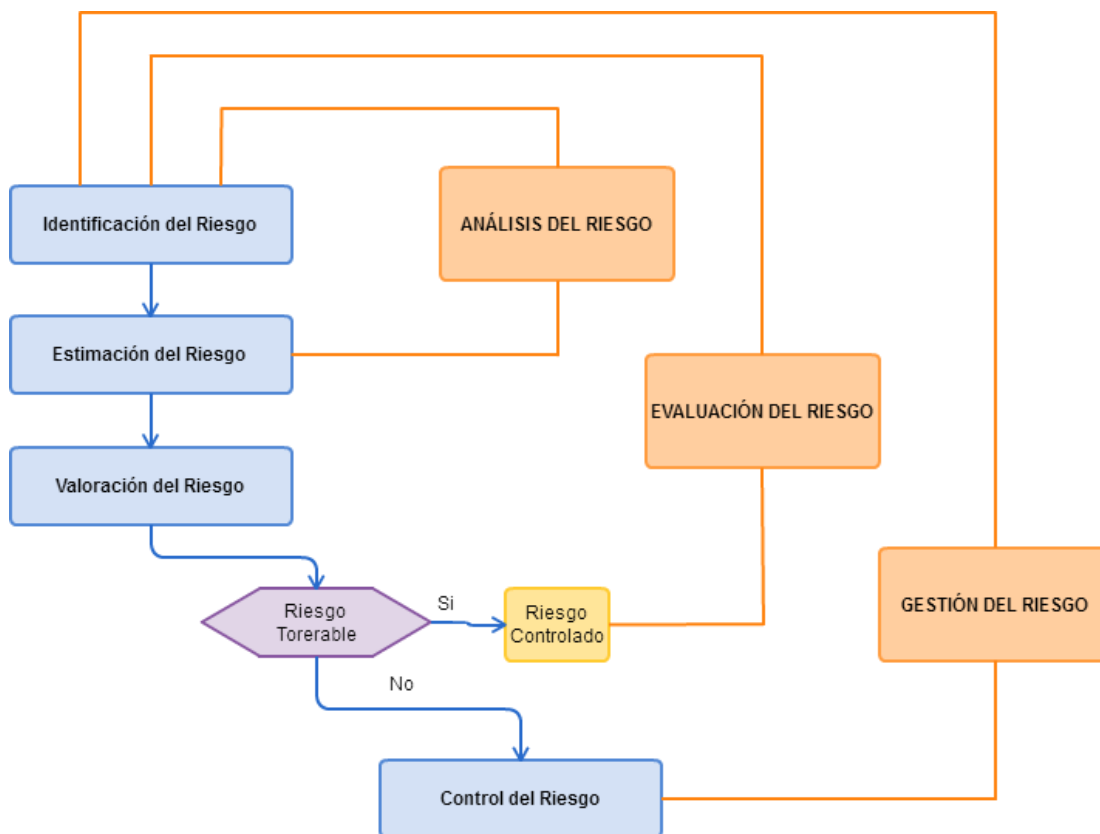 Identificación del Riesgo
ANÁLISIS DEL RIESGO
Estimación del Riesgo
EVALUACIÓN DEL RIESGO
Valoración del Riesgo
Riesgo
Torerable
Si
Riesgo
Controlado
GESTIÓN DEL RIESGO
No
Control del Riesgo